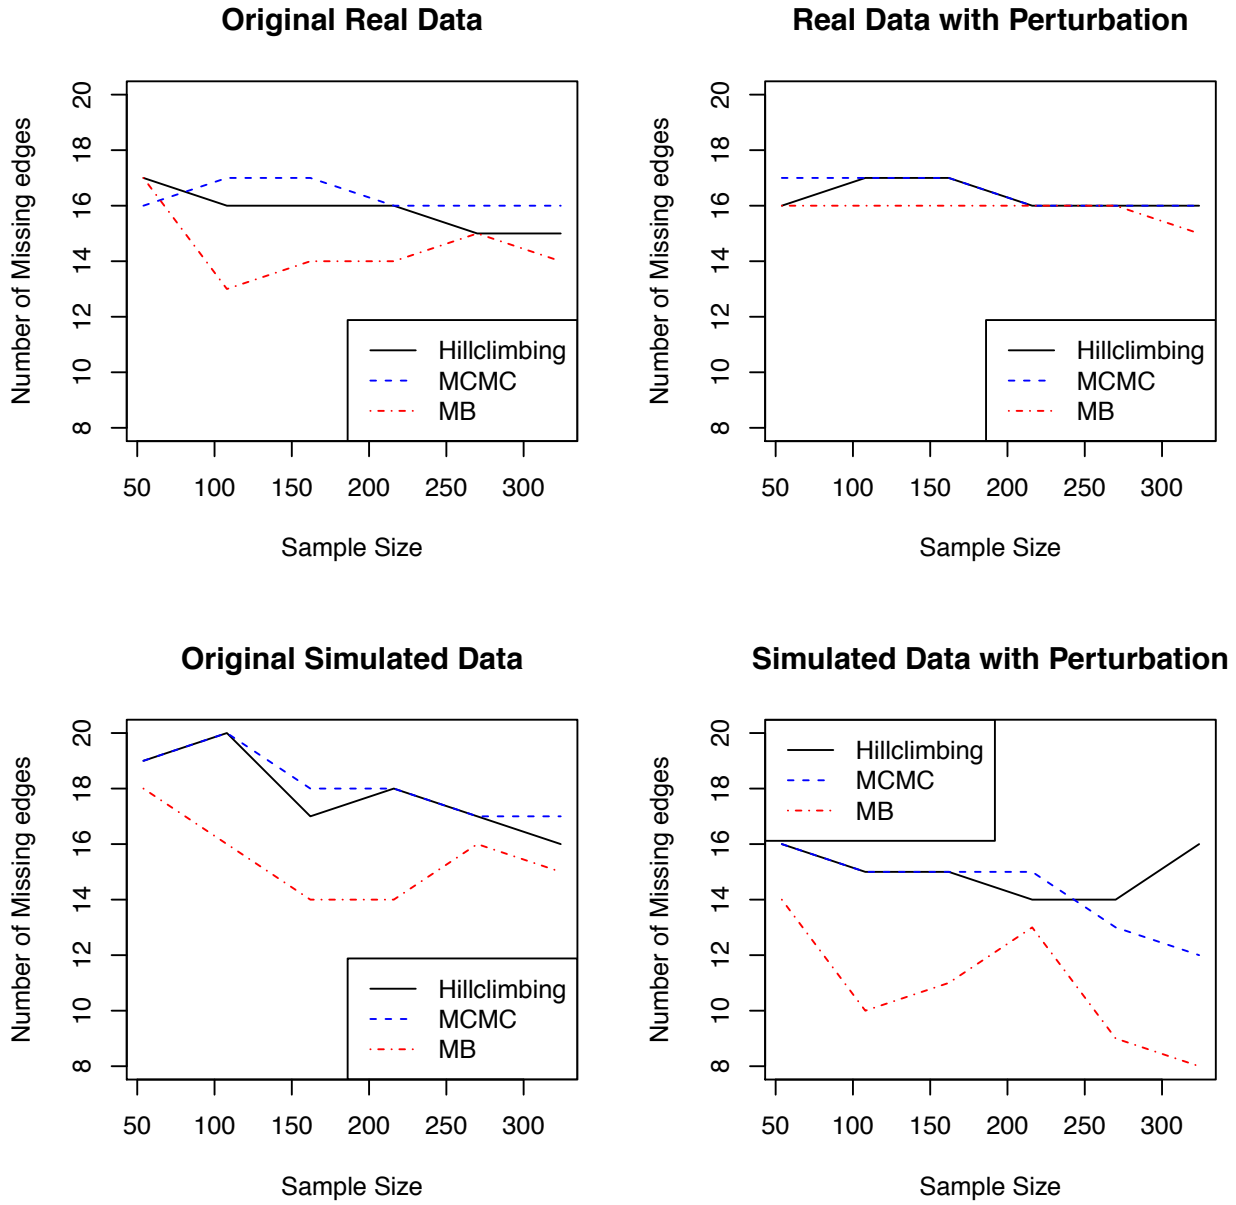 Original Real Data
Number of Missing edges
20
18
16
14
12
10
8
Hillclimbing
MCMC
MB
50 100 150 200 250 300
Sample Size
Real Data with Perturbation
Number of Missing edges
20
18
16
14
12
10
8
Hillclimbing
MCMC
MB
50 100 150 200 250 300
Sample Size
Original Simulated Data
Number of Missing edges
20
18
16
14
12
10
8
Hillclimbing
MCMC
MB
50 100 150 200 250 300
Sample Size
Simulated Data with Perturbation
Number of Missing edges
20
18
16
14
12
10
8
Hillclimbing
MCMC
MB
50 100 150 200 250 300
Sample Size